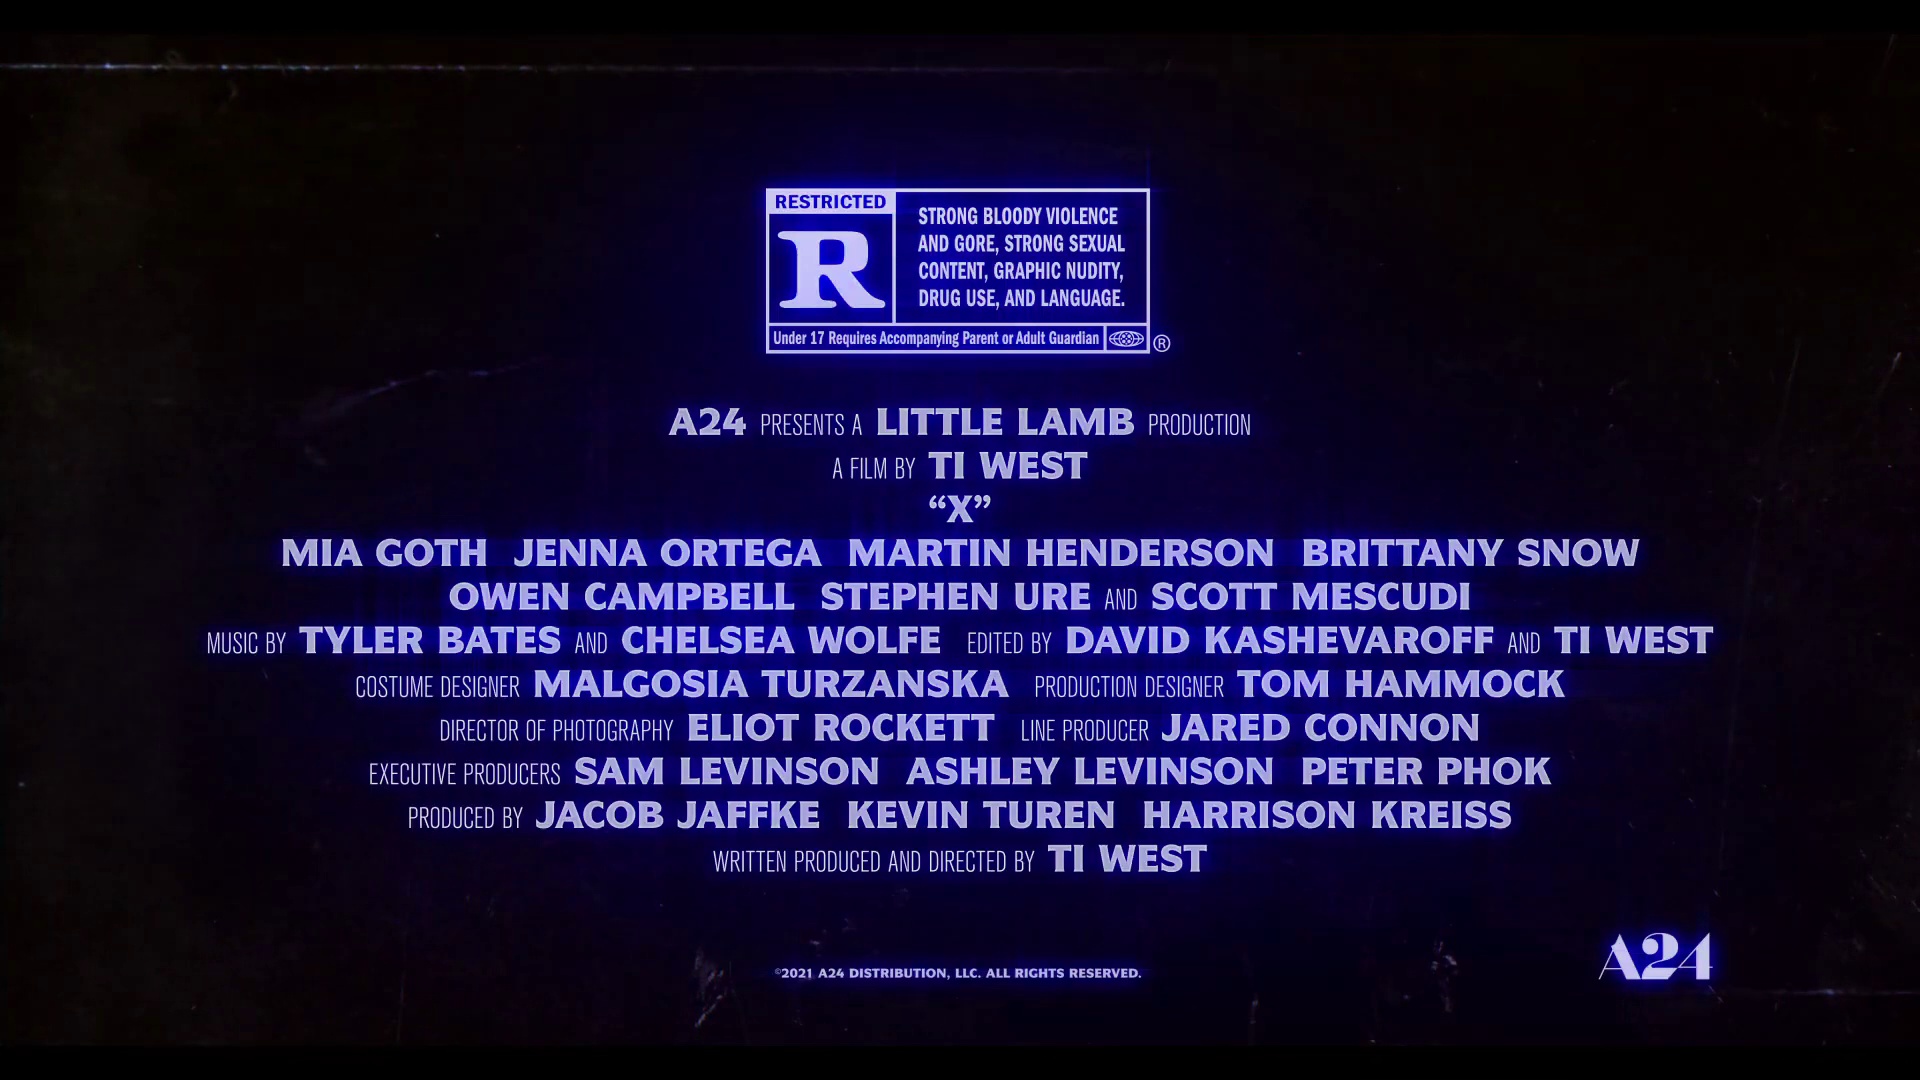 RESTRICTED
R
STRONG BLOODY VIOLENCE
AND GORE, STRONG SEXUAL
CONTENT, GRAPHIC NUDITY,
DRUG USE, AND LANGUAGE.
Under 17 Requires Accompanying Parent or Adult Guardian
®
A24 PRESENTS A LITTLE LAMB PRODUCTION
A FILM BY TI WEST
“X”
MIA GOTH JENNA ORTEGA MARTIN HENDERSON BRITTANY SNOW
OWEN CAMPBELL STEPHEN URE AND SCOTT MESCUDI
MUSIC BY TYLER BATES AND CHELSEA WOLFE EDITED BY DAVID KASHEVAROFF AND TI WEST
COSTUME DESIGNER MALGOSIA TURZANSKA PRODUCTION DESIGNER TOM HAMMOCK
DIRECTOR OF PHOTOGRAPHY ELIOT ROCKETT LINE PRODUCER JARED CONNON
EXECUTIVE PRODUCERS SAM LEVINSON ASHLEY LEVINSON PETER PHOK
PRODUCED BY JACOB JAFFKE KEVIN TUREN HARRISON KREISS
WRITTEN PRODUCED AND DIRECTED BY TI WEST
A24
©2021 A24 DISTRIBUTION, LLC. ALL RIGHTS RESERVED.